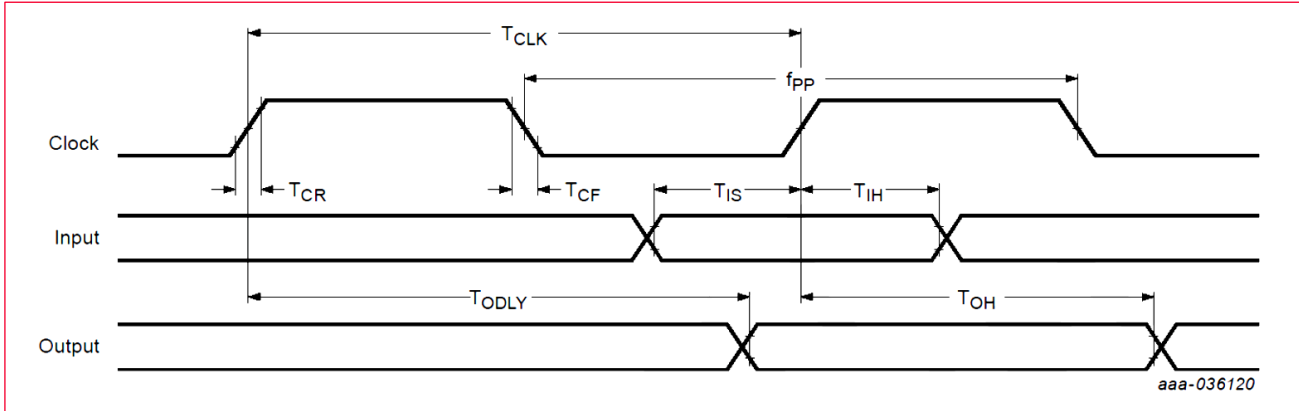 TCLK
fPP
Clock
TCR
TCF
TIS
TIH
Input
TODLY
TOH
Output
aaa-036120